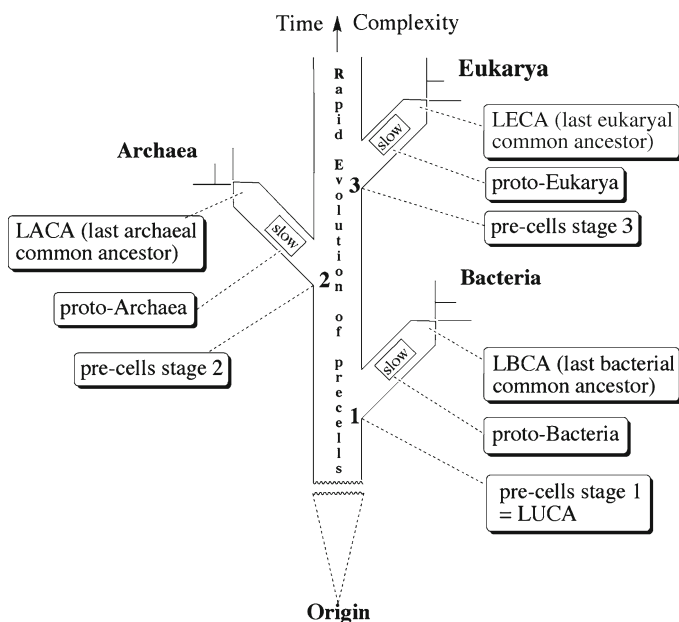 Time Complexity
Eukarya
LECA (last eukaryal
common ancestor)
slow
proto-Eukarya
3
pre-cells stage 3
Archaea
LACA (last archaeal
common ancestor)
slow
proto-Archaea
2
pre-cells stage 2
Rapid Evolution of precells
Bacteria
LBCA (last bacterial
common ancestor)
slow
proto-Bacteria
1
pre-cells stage 1
= LUCA
Origin